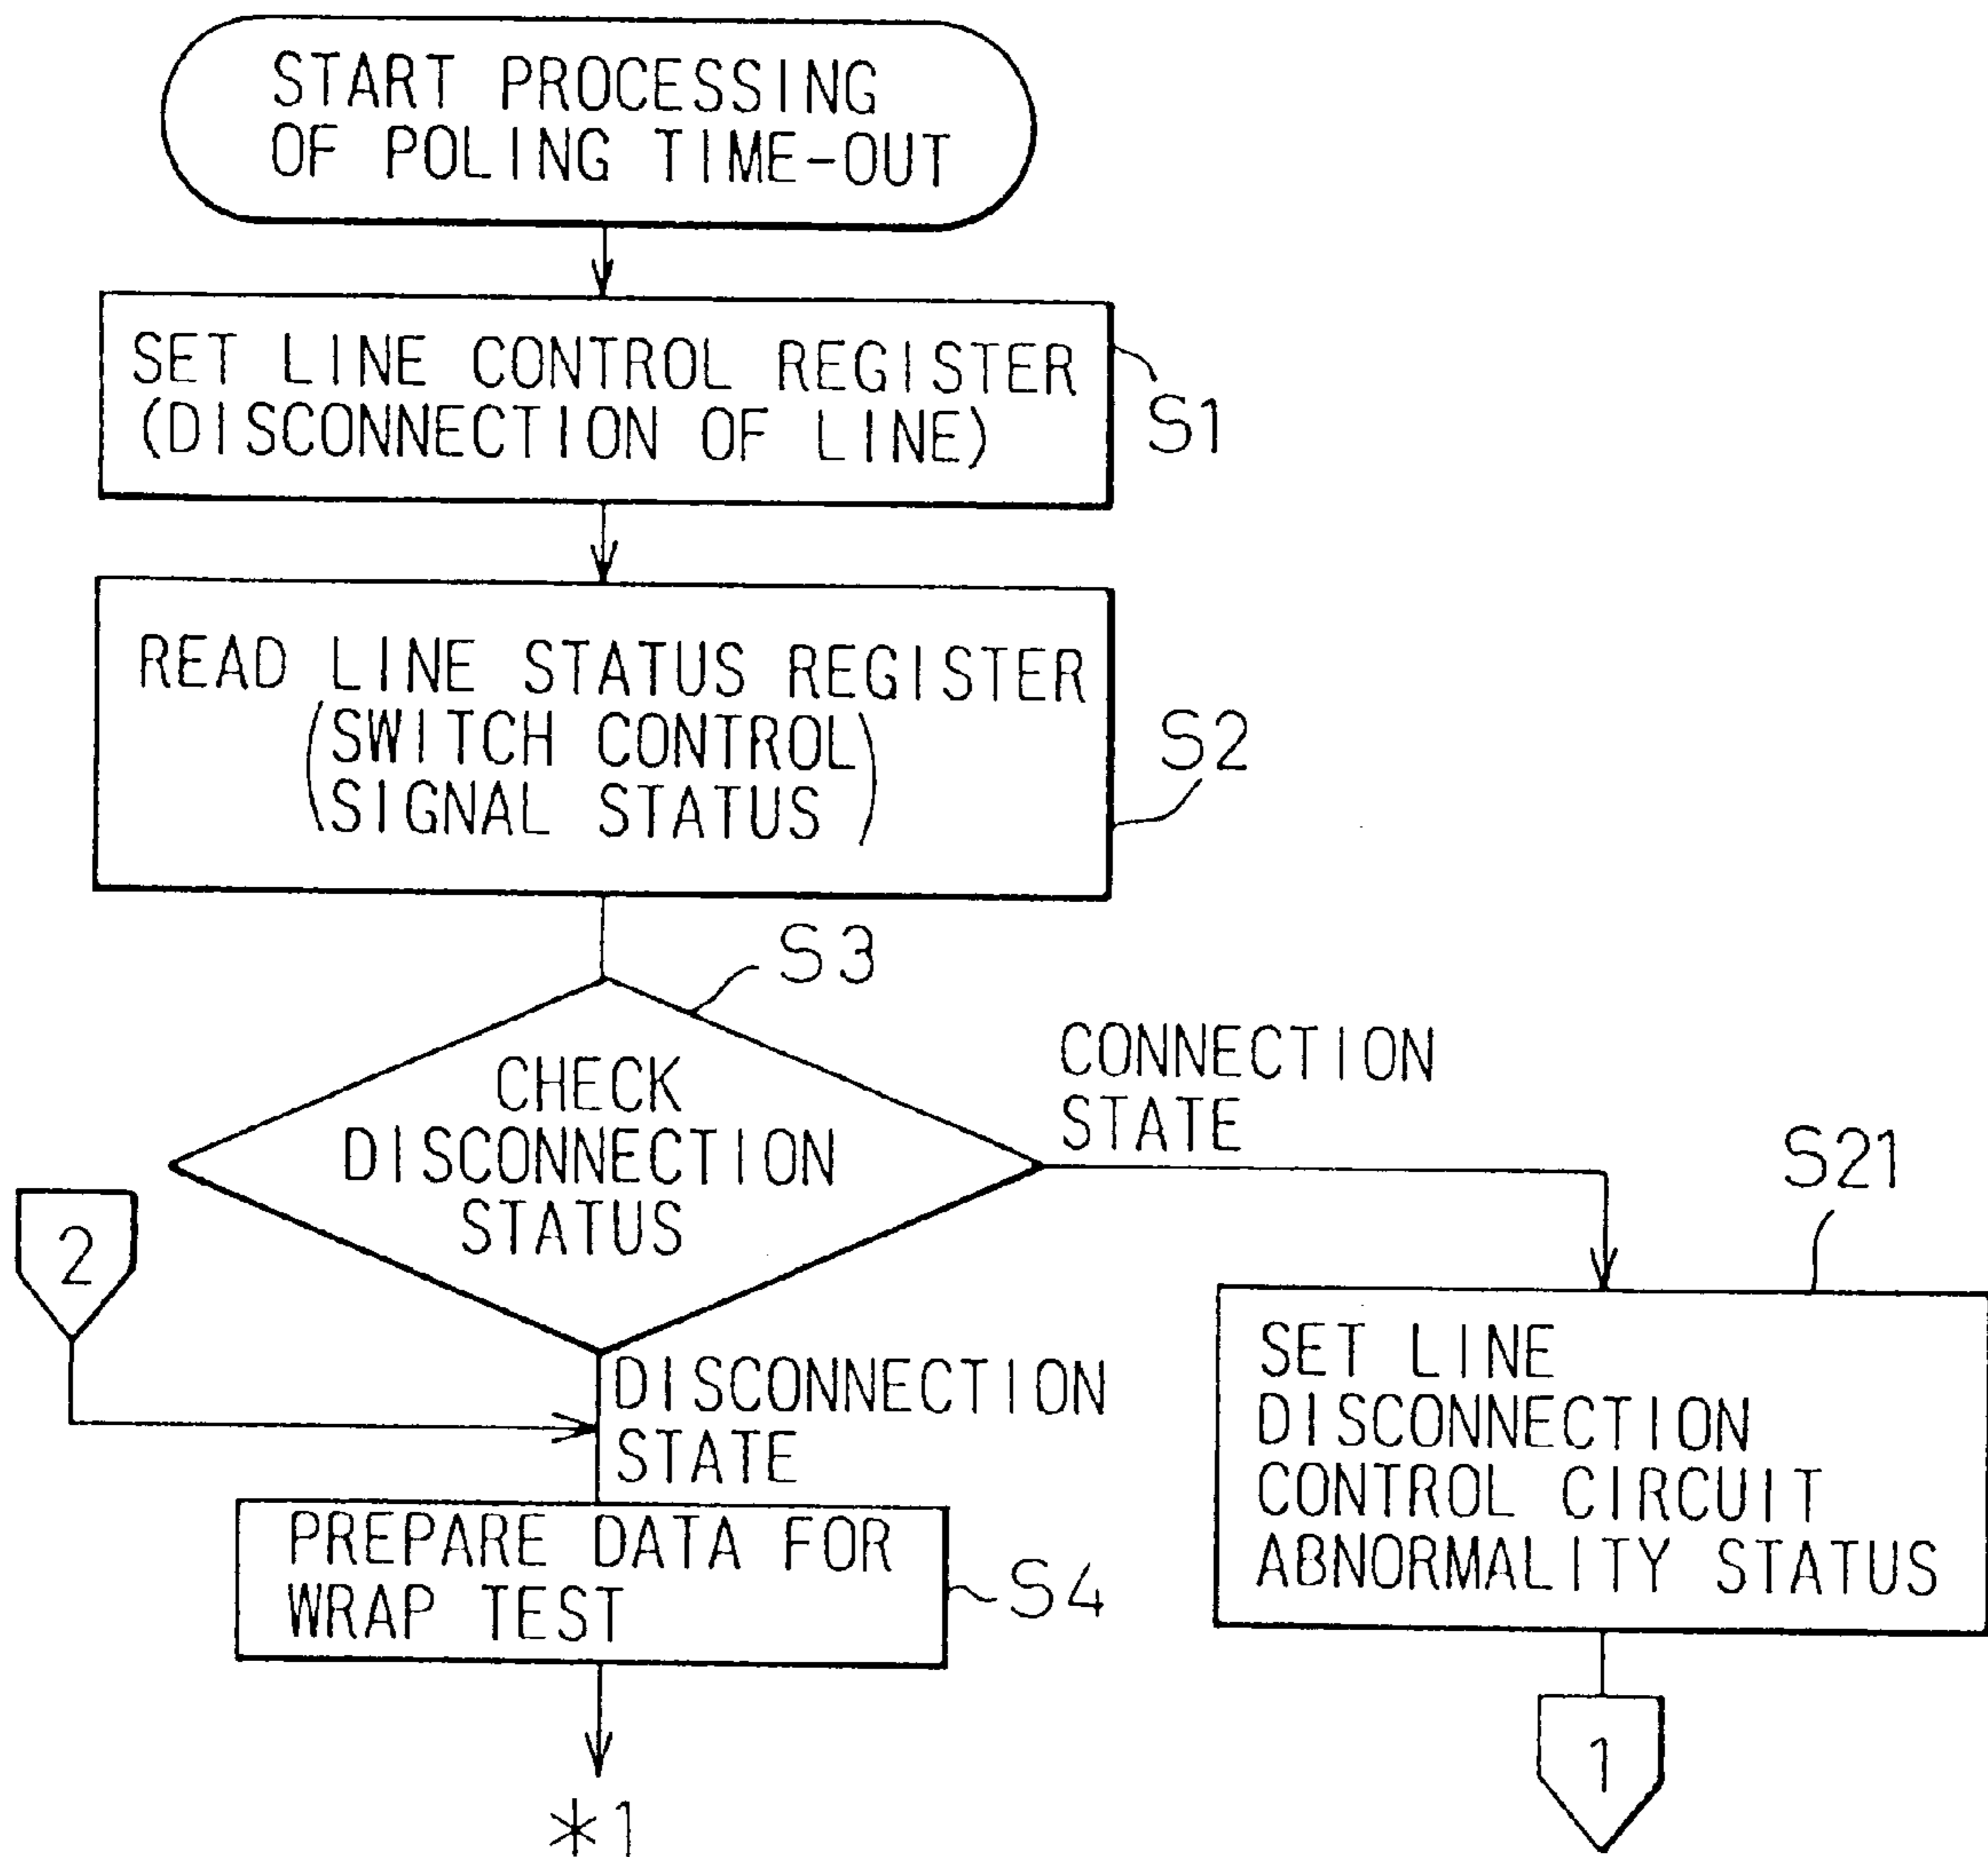 START PROCESSING
OF POLING TIME-OUT
SET LINE CONTROL REGISTER
(DISCONNECTION OF LINE)
S1
READ LINE STATUS REGISTER
(SWITCH CONTROL
SIGNAL STATUS)
S2
S3
CHECK
DISCONNECTION
STATUS
CONNECTION
STATE
S21
2
DISCONNECTION
STATE
SET LINE
DISCONNECTION
CONTROL CIRCUIT
ABNORMALITY STATUS
PREPARE DATA FOR
WRAP TEST
S4
1
*1